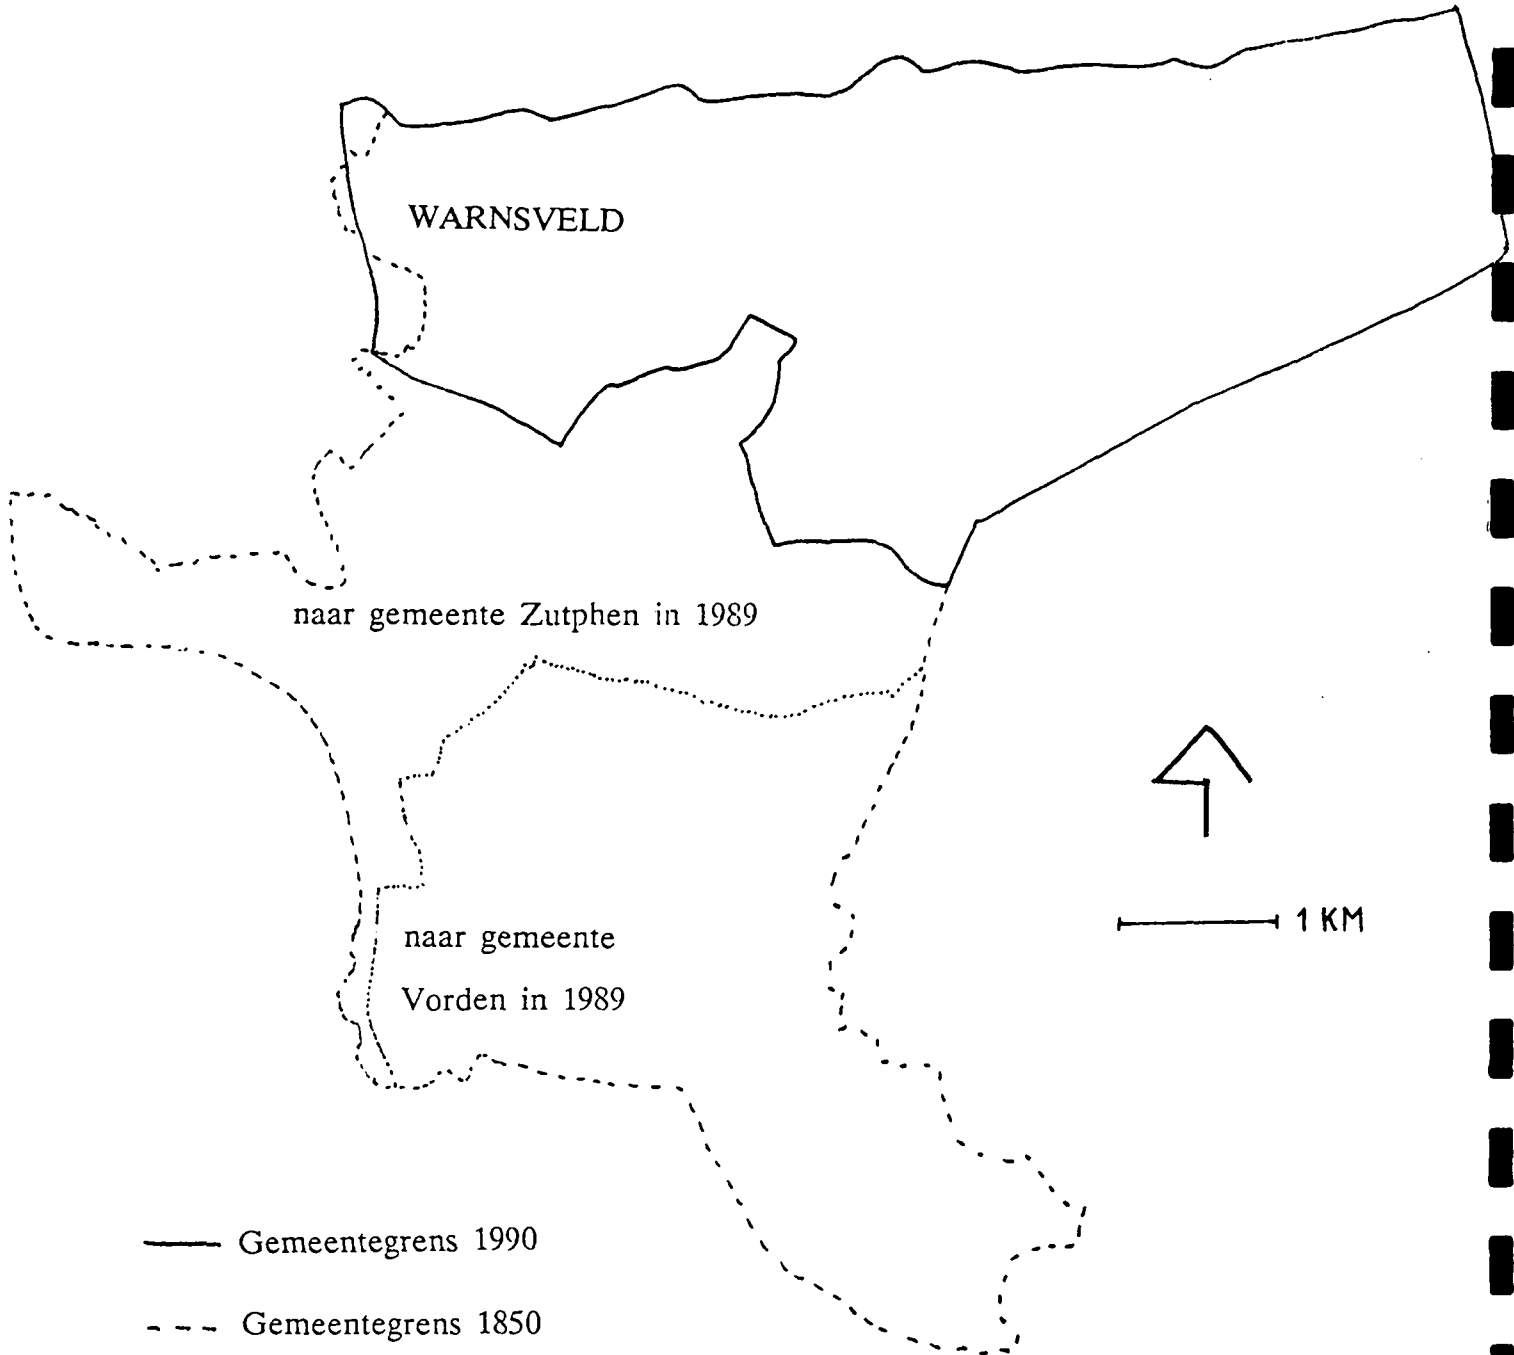 WARNSVELD
naar gemeente Zutphen in 1989
1 KM
naar gemeente
Vorden in 1989
Gemeentegrens 1990
Gemeentegrens 1850